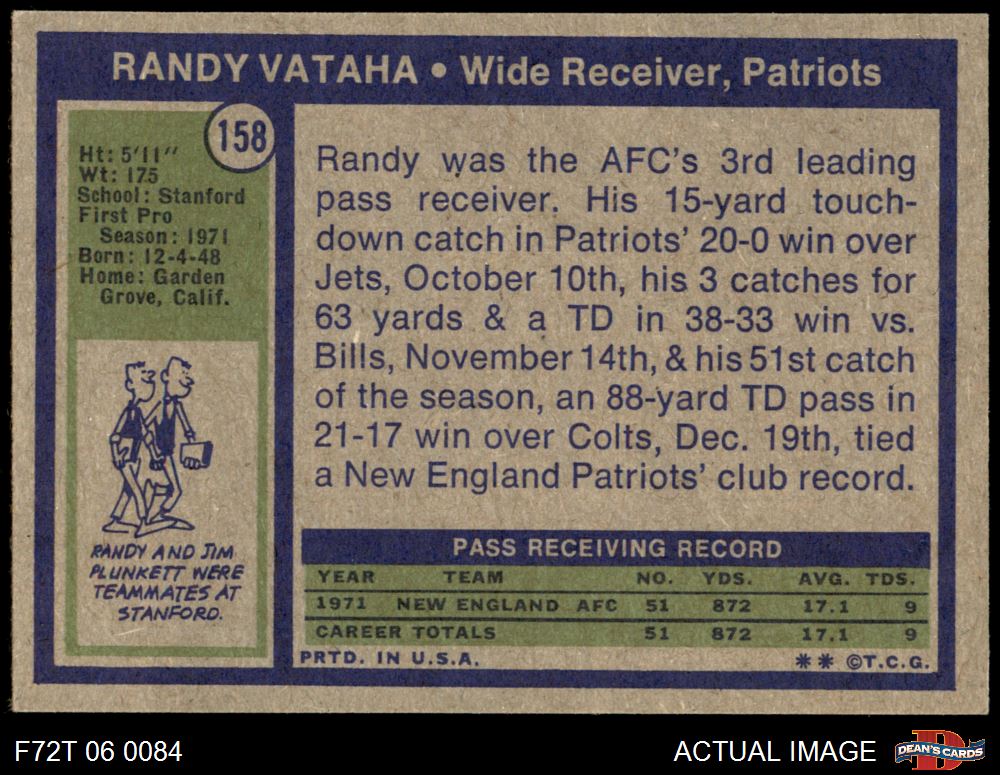 RANDY VATAHA • Wide Receiver, Patriots
158
Ht: 5'11"
Wt: 175
School: Stanford
First Pro
Season: 1971
Born: 12-4-48
Home: Garden
Grove, Calif.
RANDY AND JIM
PLUNKETT WERE
TEAMMATES AT
STANFORD.
Randy was the AFC's 3rd leading
pass receiver. His 15-yard touch-
down catch in Patriots' 20-0 win over
Jets, October 10th, his 3 catches for
63 yards & a TD in 38-33 win vs.
Bills, November 14th, & his 51st catch
of the season, an 88-yard TD pass in
21-17 win over Colts, Dec. 19th, tied
a New England Patriots' club record.
PASS RECEIVING RECORD
YEAR TEAM NO. YDS. AVG. TDS.
1971 NEW ENGLAND AFC 51 872 17.1 9
CAREER TOTALS 51 872 17.1 9
PRTD. IN U.S.A. ** ©T.C.G.
F72T 06 0084 ACTUAL IMAGE
D
DEAN'S CARDS